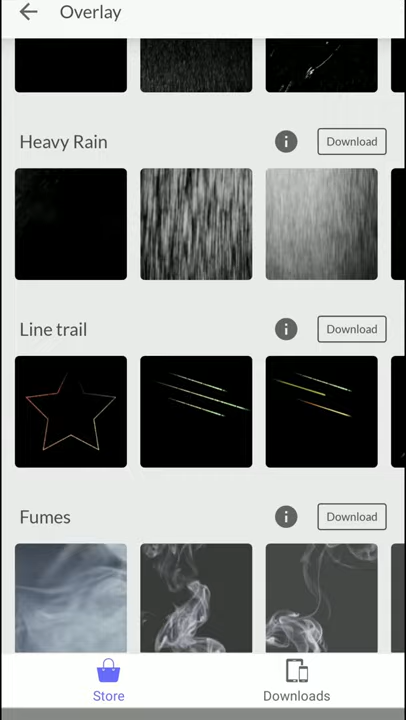 Overlay
Heavy Rain
Download
Line trail
Download
Fumes
Download
Store
Downloads